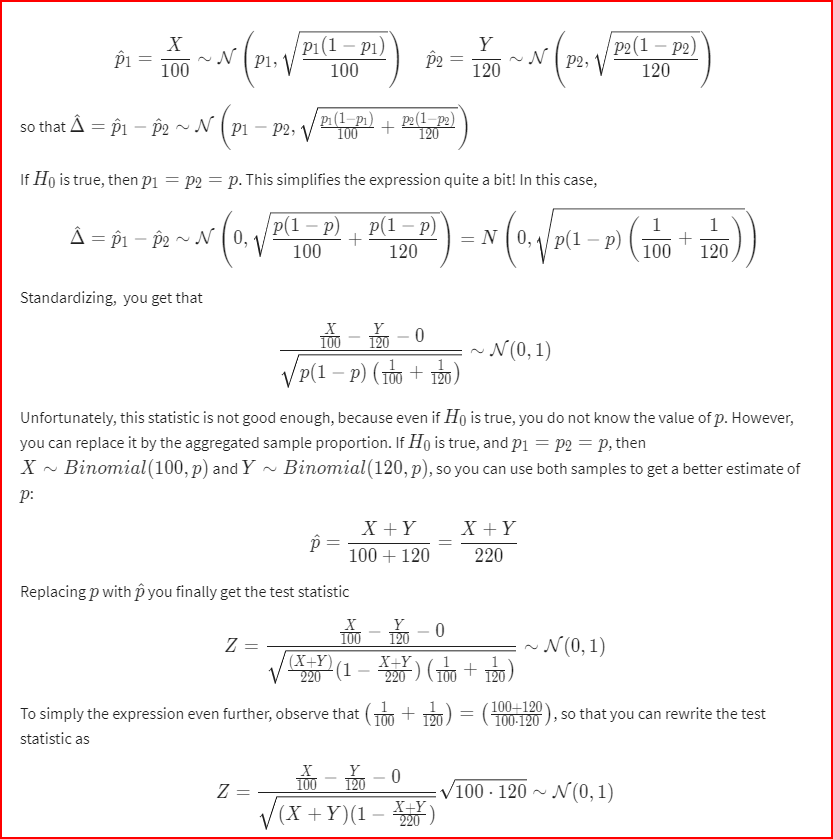 $\hat{p}_1 = \frac{X}{100} \sim \mathcal{N}\left(p_1, \sqrt{\frac{p_1(1-p_1)}{100}}\right) \quad \hat{p}_2 = \frac{Y}{120} \sim \mathcal{N}\left(p_2, \sqrt{\frac{p_2(1-p_2)}{120}}\right)$
so that $\hat{\Delta} = \hat{p}_1 - \hat{p}_2 \sim \mathcal{N}\left(p_1 - p_2, \sqrt{\frac{p_1(1-p_1)}{100} + \frac{p_2(1-p_2)}{120}}\right)$
If $H_0$ is true, then $p_1 = p_2 = p$. This simplifies the expression quite a bit! In this case,
$\hat{\Delta} = \hat{p}_1 - \hat{p}_2 \sim \mathcal{N}\left(0, \sqrt{\frac{p(1-p)}{100} + \frac{p(1-p)}{120}}\right) = N\left(0, \sqrt{p(1-p)\left(\frac{1}{100} + \frac{1}{120}\right)}\right)$
Standardizing, you get that
$\frac{\frac{X}{100} - \frac{Y}{120} - 0}{\sqrt{p(1-p)\left(\frac{1}{100} + \frac{1}{120}\right)}} \sim \mathcal{N}(0, 1)$
Unfortunately, this statistic is not good enough, because even if $H_0$ is true, you do not know the value of $p$. However,
you can replace it by the aggregated sample proportion. If $H_0$ is true, and $p_1 = p_2 = p$, then
$X \sim Binomial(100, p)$ and $Y \sim Binomial(120, p)$, so you can use both samples to get a better estimate of
$p$:
$\hat{p} = \frac{X + Y}{100 + 120} = \frac{X + Y}{220}$
Replacing $p$ with $\hat{p}$ you finally get the test statistic
$Z = \frac{\frac{X}{100} - \frac{Y}{120} - 0}{\sqrt{\frac{(X+Y)}{220}(1 - \frac{X+Y}{220})\left(\frac{1}{100} + \frac{1}{120}\right)}} \sim \mathcal{N}(0, 1)$
To simply the expression even further, observe that $\left(\frac{1}{100} + \frac{1}{120}\right) = \left(\frac{100+120}{100 \cdot 120}\right)$, so that you can rewrite the test
statistic as
$Z = \frac{\frac{X}{100} - \frac{Y}{120} - 0}{\sqrt{(X + Y)(1 - \frac{X+Y}{220})}} \sqrt{100 \cdot 120} \sim \mathcal{N}(0, 1)$